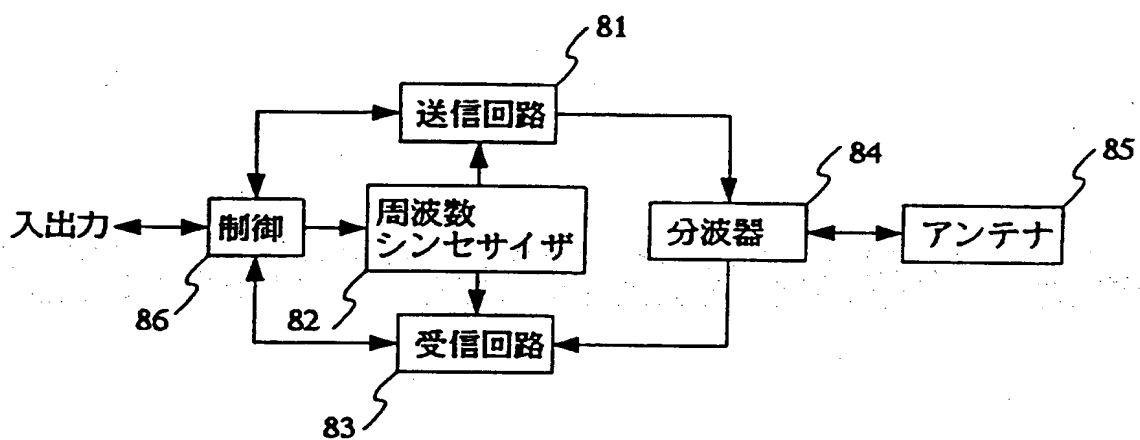 81
送信回路
84
85
入出力
制御
周波数
シンセサイザ
分波器
アンテナ
86
82
受信回路
83